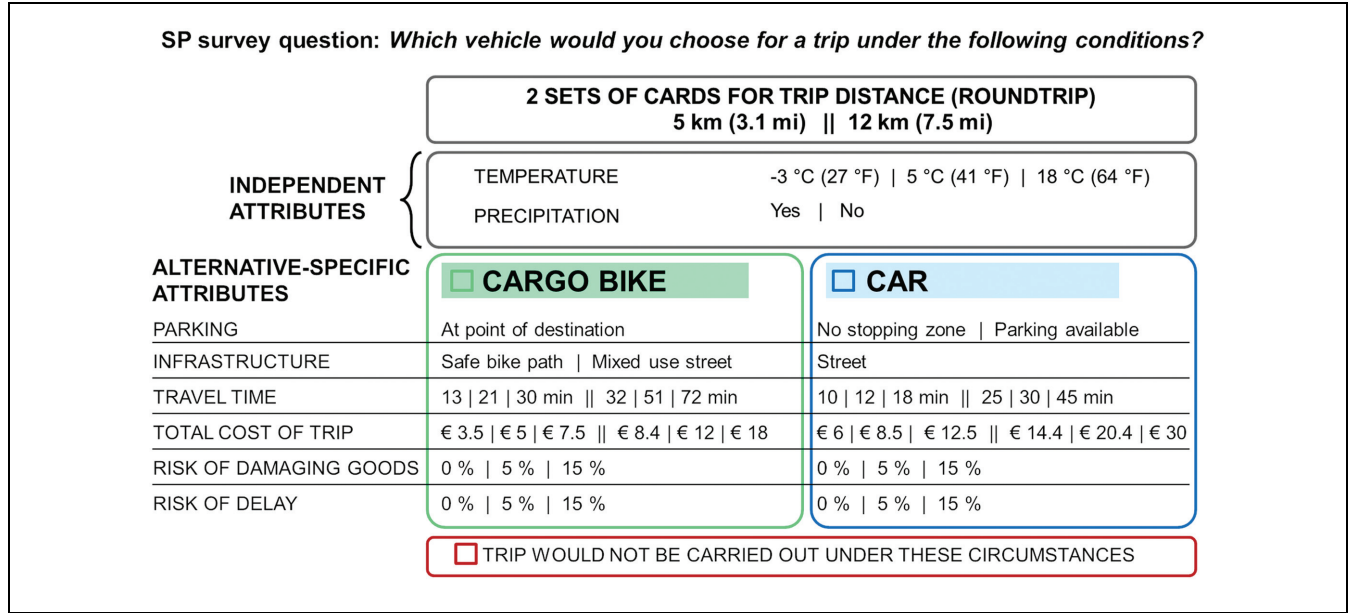 SP survey question: Which vehicle would you choose for a trip under the following conditions?
2 SETS OF CARDS FOR TRIP DISTANCE (ROUNDTRIP)
5 km (3.1 mi) || 12 km (7.5 mi)
INDEPENDENT
ATTRIBUTES
TEMPERATURE -3 °C (27 °F) | 5 °C (41 °F) | 18 °C (64 °F)
PRECIPITATION Yes | No
ALTERNATIVE-SPECIFIC
ATTRIBUTES
CARGO BIKE CAR
PARKING At point of destination No stopping zone | Parking available
INFRASTRUCTURE Safe bike path | Mixed use street Street
TRAVEL TIME 13 | 21 | 30 min || 32 | 51 | 72 min 10 | 12 | 18 min || 25 | 30 | 45 min
TOTAL COST OF TRIP € 3.5 | € 5 | € 7.5 || € 8.4 | € 12 | € 18 € 6 | € 8.5 | € 12.5 || € 14.4 | € 20.4 | € 30
RISK OF DAMAGING GOODS 0 % | 5 % | 15 % 0 % | 5 % | 15 %
RISK OF DELAY 0 % | 5 % | 15 % 0 % | 5 % | 15 %
TRIP WOULD NOT BE CARRIED OUT UNDER THESE CIRCUMSTANCES